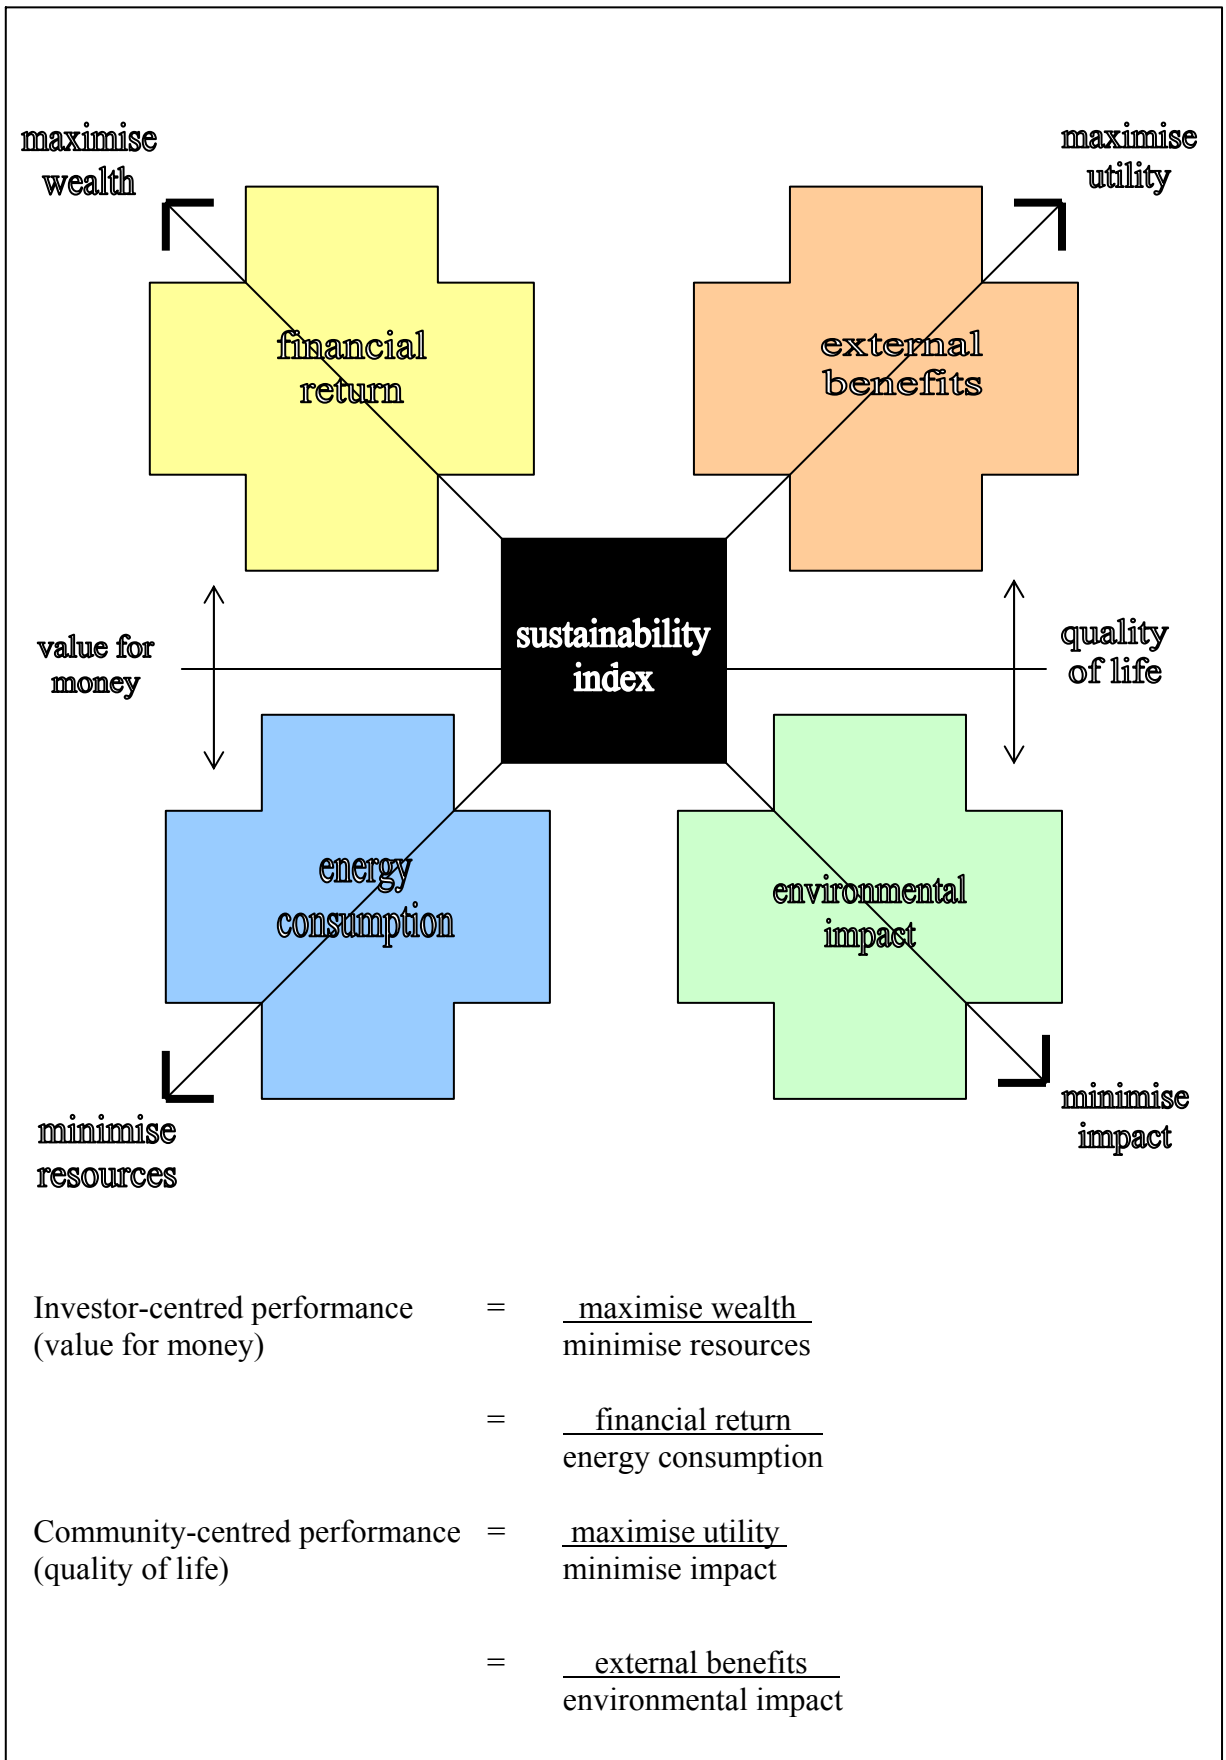 maximise
wealth
maximise
utility
financial
return
external
benefits
value for
money
sustainability
index
quality
of life
energy
consumption
environmental
impact
minimise
resources
minimise
impact
Investor-centred performance = maximise wealth
(value for money) minimise resources
= financial return
energy consumption
Community-centred performance = maximise utility
(quality of life) minimise impact
= external benefits
environmental impact